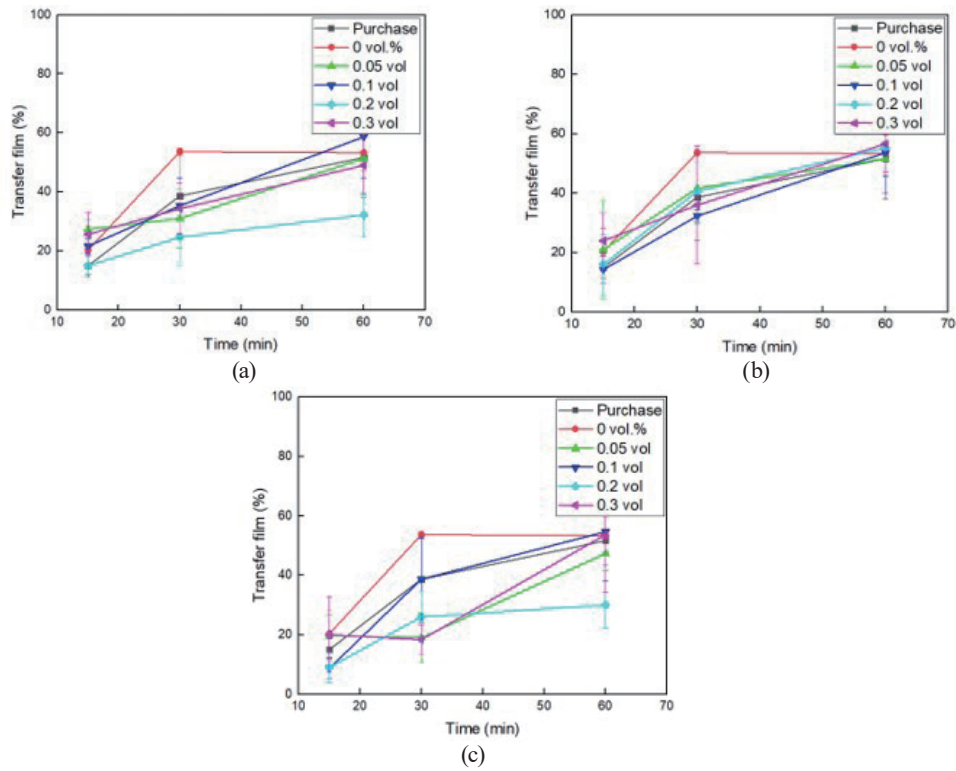 100
80
60
40
20
0
Transfer film (%)
10 20 30 40 50 60 70
Time (min)
Purchase
0 vol.%
0.05 vol
0.1 vol
0.2 vol
0.3 vol
(a)
100
80
60
40
20
0
Transfer film (%)
10 20 30 40 50 60 70
Time (min)
Purchase
0 vol.%
0.05 vol
0.1 vol
0.2 vol
0.3 vol
(b)
100
80
60
40
20
0
Transfer film (%)
10 20 30 40 50 60 70
Time (min)
Purchase
0 vol.%
0.05 vol
0.1 vol
0.2 vol
0.3 vol
(c)